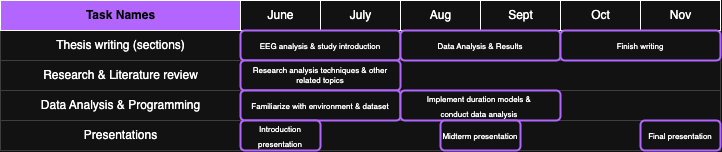 Task Names June July Aug Sept Oct Nov
Thesis writing (sections) EEG analysis & study introduction Data Analysis & Results Finish writing
Research & Literature review Research analysis techniques & other
related topics
Data Analysis & Programming Familiarize with environment & dataset Implement duration models &
conduct data analysis
Presentations Introduction
presentation Midterm presentation Final presentation